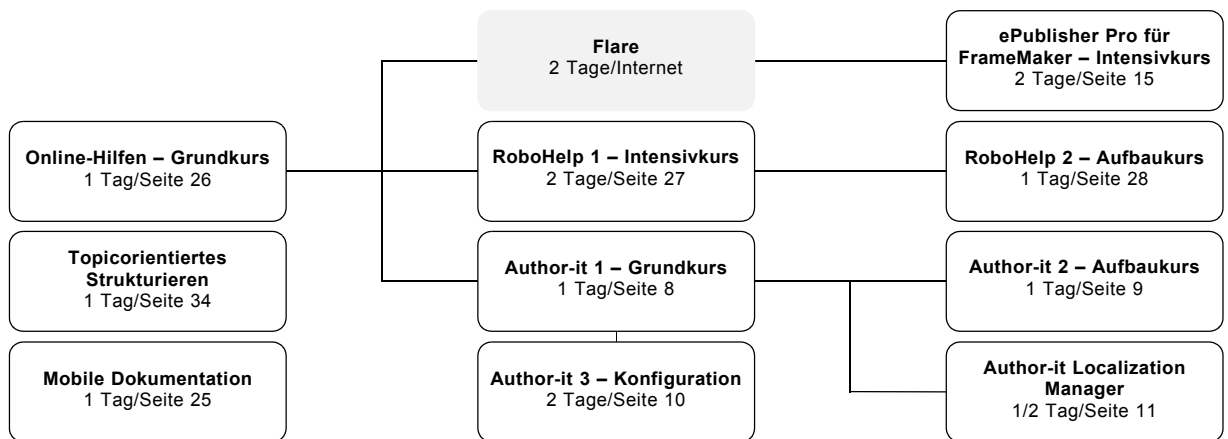 Flare
2 Tage/Internet
ePublisher Pro für
FrameMaker – Intensivkurs
2 Tage/Seite 15
Online-Hilfen – Grundkurs
1 Tag/Seite 26
RoboHelp 1 – Intensivkurs
2 Tage/Seite 27
RoboHelp 2 – Aufbaukurs
1 Tag/Seite 28
Topicorientiertes
Strukturieren
1 Tag/Seite 34
Author-it 1 – Grundkurs
1 Tag/Seite 8
Author-it 2 – Aufbaukurs
1 Tag/Seite 9
Mobile Dokumentation
1 Tag/Seite 25
Author-it 3 – Konfiguration
2 Tage/Seite 10
Author-it Localization
Manager
1/2 Tag/Seite 11